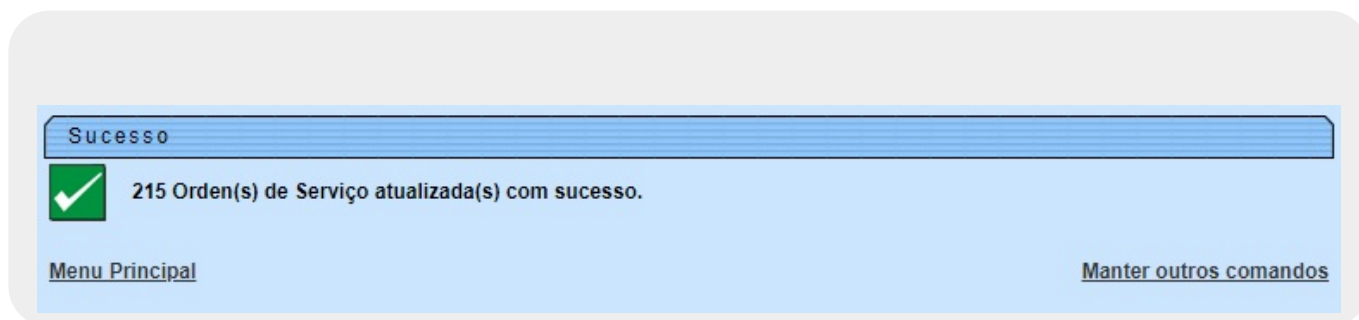 Sucesso
215 Orden(s) de Serviço atualizada(s) com sucesso.
Menu Principal Manter outros comandos